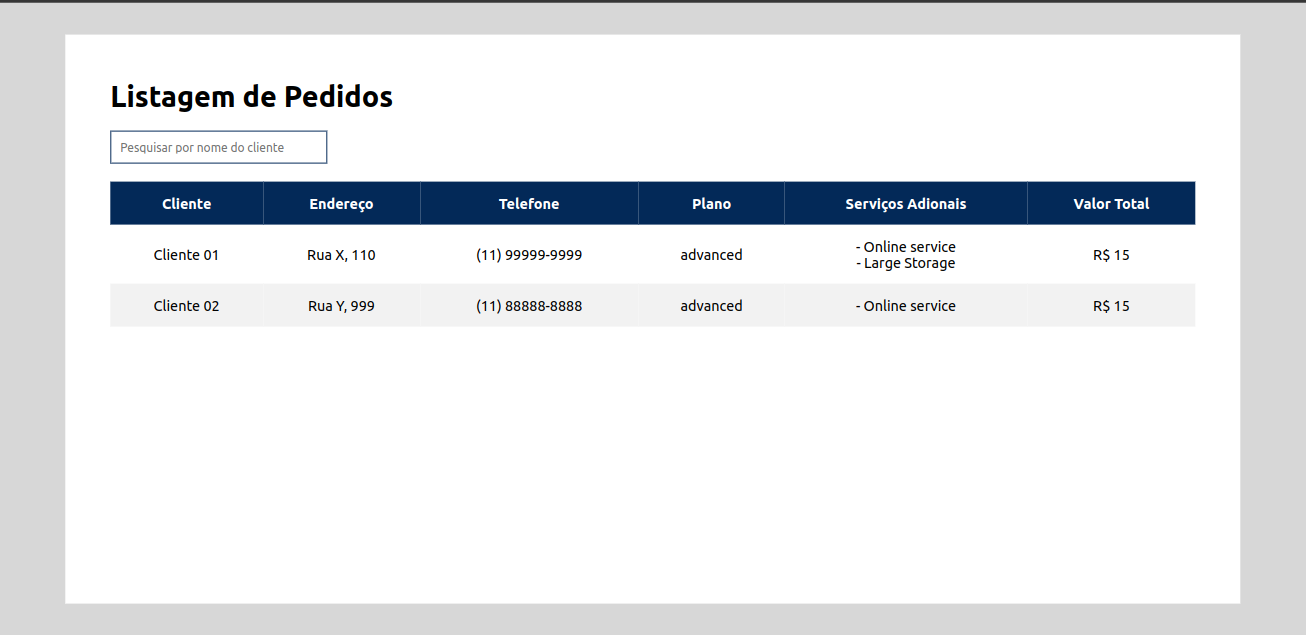 Listagem de Pedidos
Pesquisar por nome do cliente
Cliente Endereço Telefone Plano Serviços Adionais Valor Total
Cliente 01 Rua X, 110 (11) 99999-9999 advanced - Online service R$ 15
- Large Storage
Cliente 02 Rua Y, 999 (11) 88888-8888 advanced - Online service R$ 15